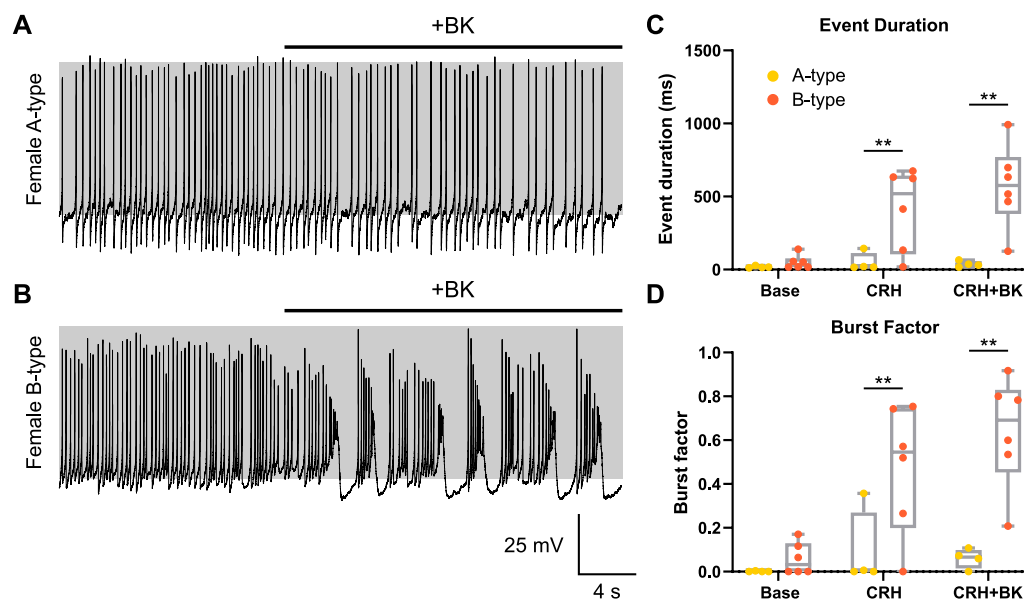 A
+BK
Female A-type
B
+BK
Female B-type
25 mV
4 s
C
Event Duration
Event duration (ms)
1500
1000
500
0
A-type
B-type
**
**
Base
CRH
CRH+BK
D
Burst Factor
Burst factor
1.0
0.8
0.6
0.4
0.2
0.0
**
**
Base
CRH
CRH+BK